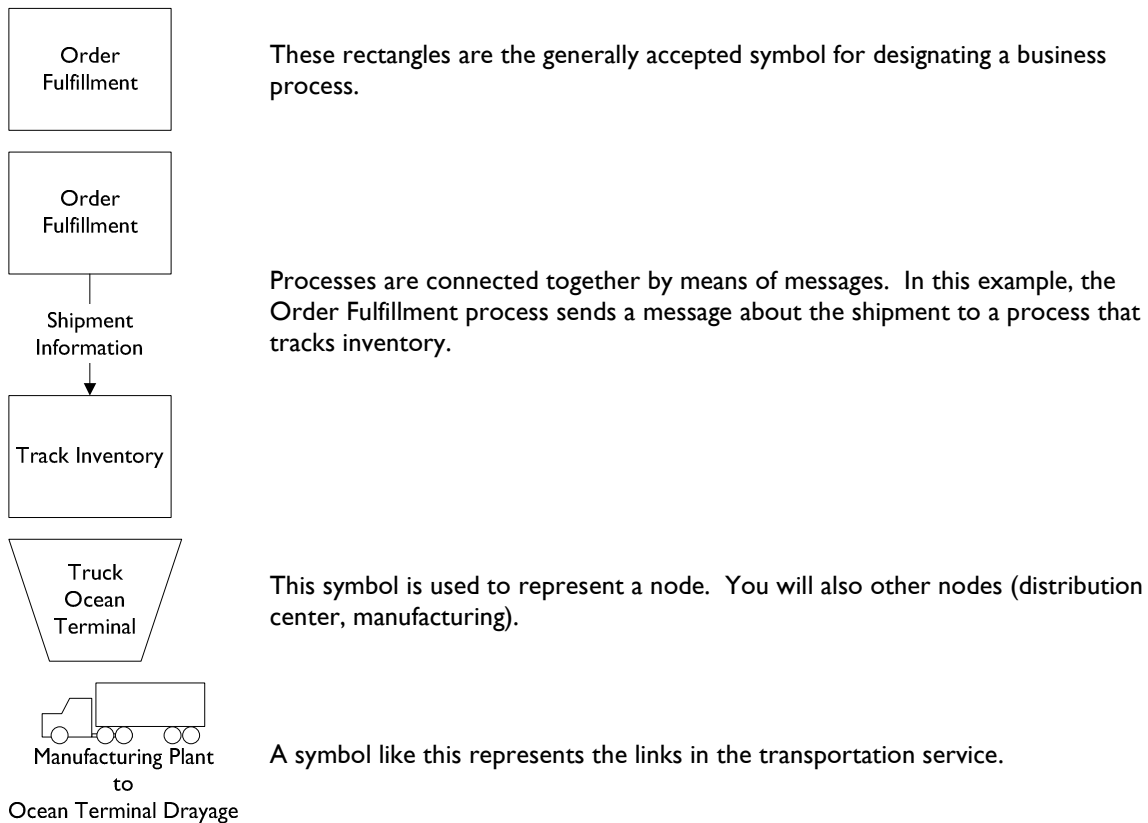 Order
Fulfillment
These rectangles are the generally accepted symbol for designating a business
process.
Order
Fulfillment
Shipment
Information
Processes are connected together by means of messages.  In this example, the
Order Fulfillment process sends a message about the shipment to a process that
tracks inventory.
Track Inventory
Truck
Ocean
Terminal
This symbol is used to represent a node.  You will also other nodes (distribution
center, manufacturing).
Manufacturing Plant
to
Ocean Terminal Drayage
A symbol like this represents the links in the transportation service.